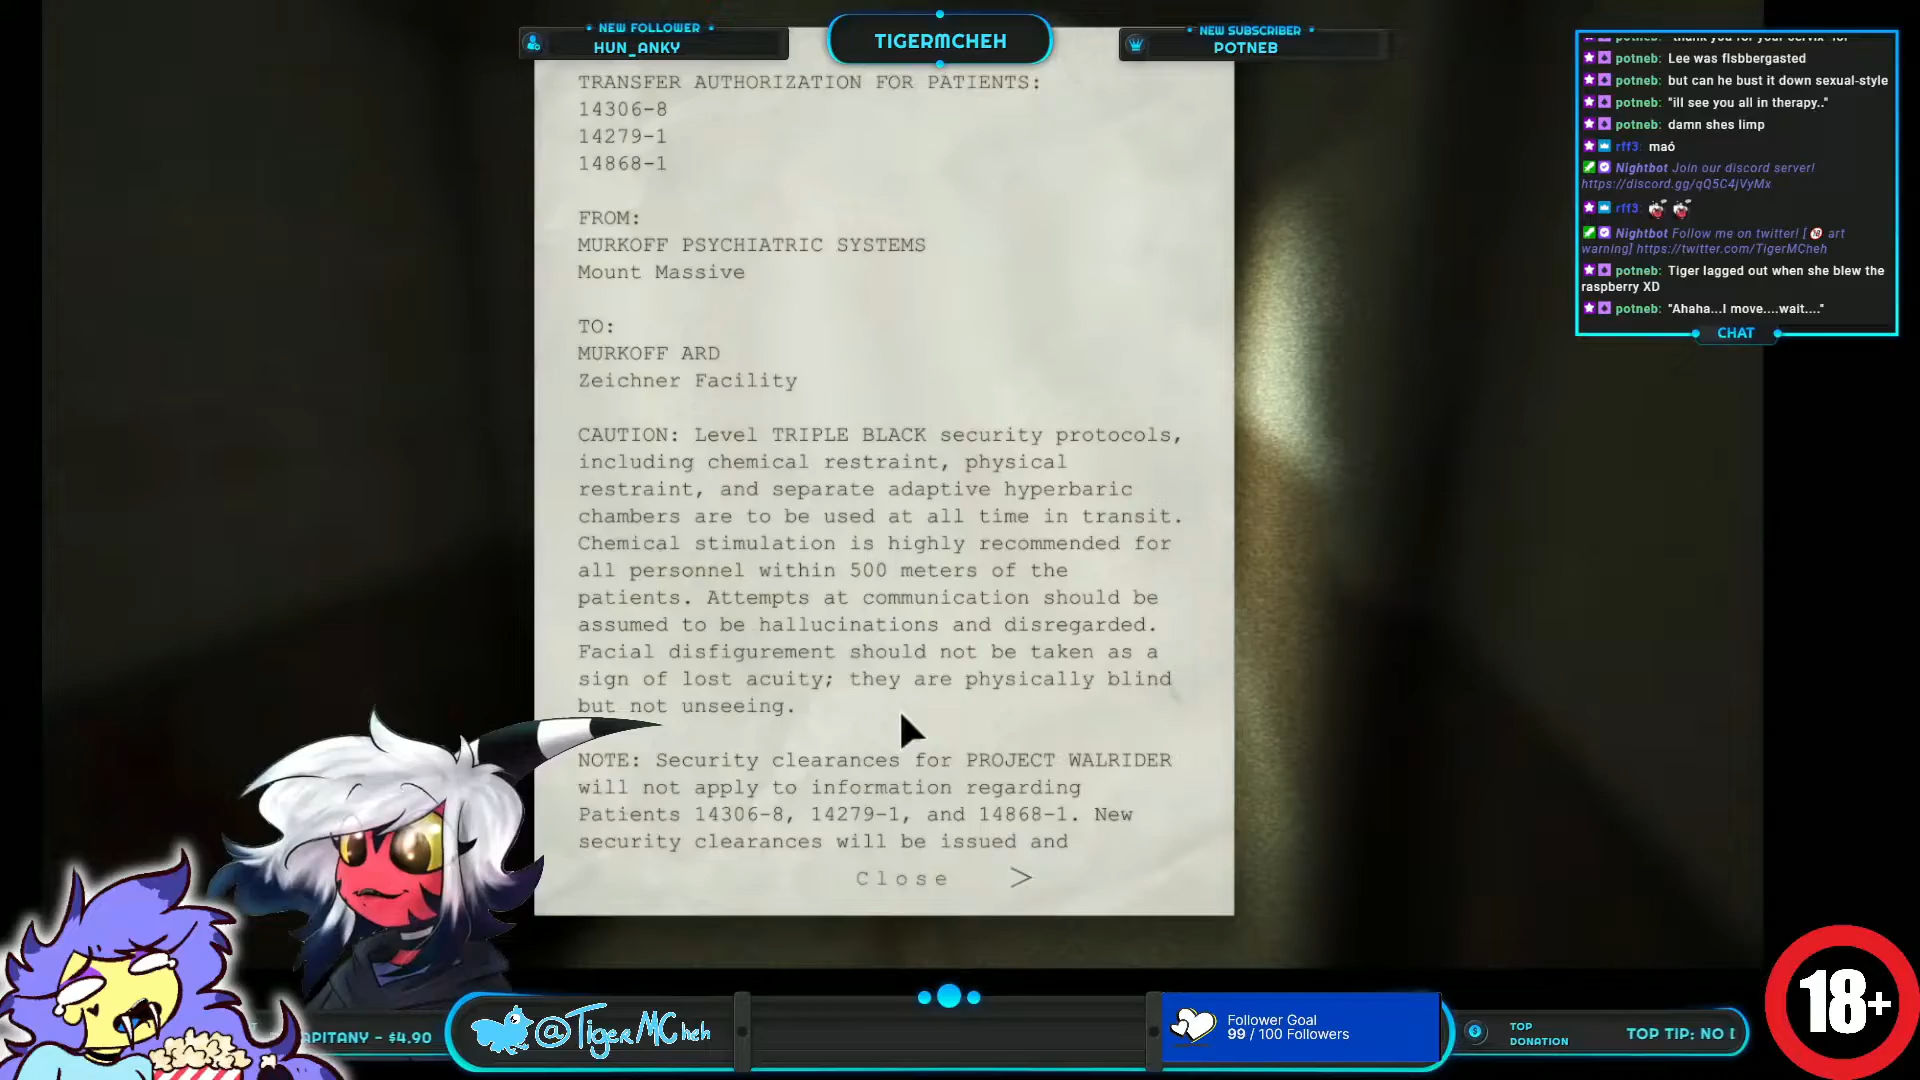 NEW FOLLOWER
HUN_ANKY
TIGERMCHEH
NEW SUBSCRIBER
POTNEB
TRANSFER AUTHORIZATION FOR PATIENTS:
14306-8
14279-1
14868-1
FROM:
MURKOFF PSYCHIATRIC SYSTEMS
Mount Massive
TO:
MURKOFF ARD
Zeichner Facility
CAUTION: Level TRIPLE BLACK security protocols,
including chemical restraint, physical
restraint, and separate adaptive hyperbaric
chambers are to be used at all time in transit.
Chemical stimulation is highly recommended for
all personnel within 500 meters of the
patients. Attempts at communication should be
assumed to be hallucinations and disregarded.
Facial disfigurement should not be taken as a
sign of lost acuity; they are physically blind
but not unseeing.
NOTE: Security clearances for PROJECT WALRIDER
will not apply to information regarding
Patients 14306-8, 14279-1, and 14868-1. New
security clearances will be issued and
Close >
potneb: "thank you for your servix" for
potneb: Lee was flsbbergasted
potneb: but can he bust it down sexual-style
potneb: "ill see you all in therapy.."
potneb: damn shes limp
rff3: maó
Nightbot Join our discord server!
https://discord.gg/qQ5C4jVyMx
rff3:
Nightbot Follow me on twitter! [ 🔞 art
warning] https://twitter.com/TigerMCheh
potneb: Tiger lagged out when she blew the
raspberry XD
potneb: "Ahaha...I move....wait...."
CHAT
APITANY - $4.90
@TigerMCheh
Follower Goal
99 / 100 Followers
TOP
DONATION
TOP TIP: NO
18+